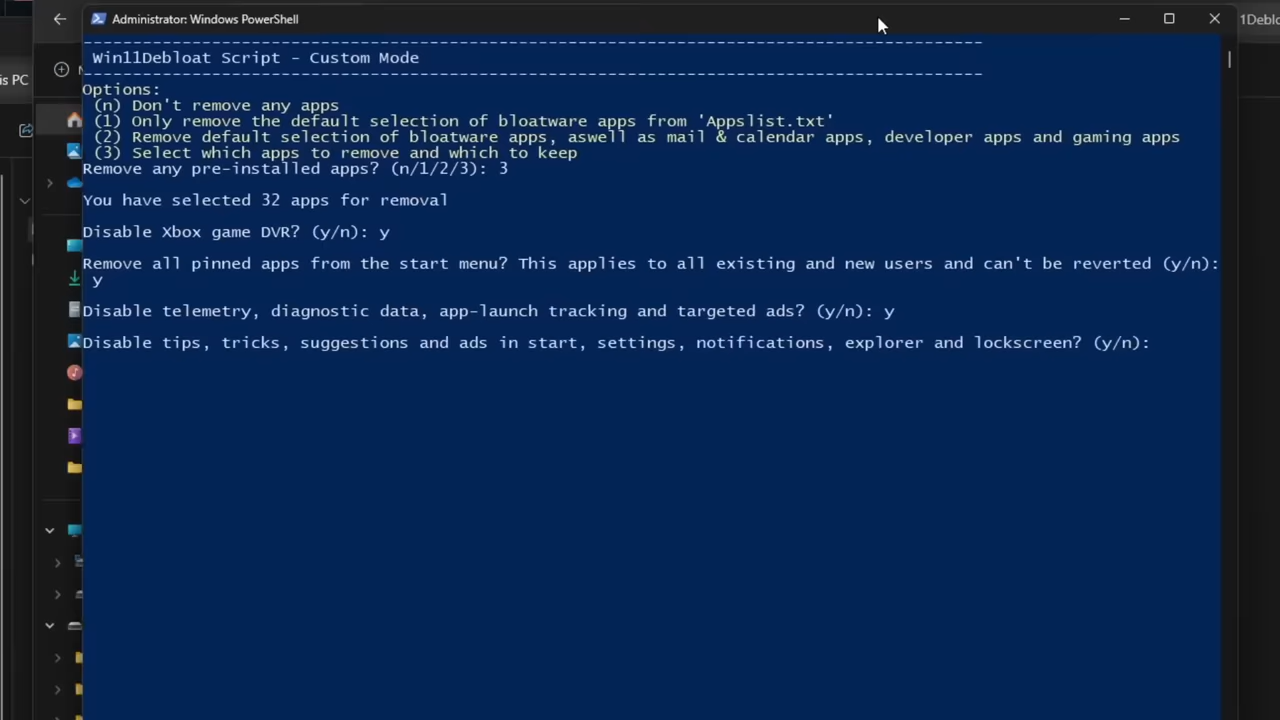 Administrator: Windows PowerShell
1Deblo
is PC
-------------------------------------------------------------------------------------------
Win11Debloat Script - Custom Mode
-------------------------------------------------------------------------------------------
Options:
(n) Don't remove any apps
(1) Only remove the default selection of bloatware apps from 'Appslist.txt'
(2) Remove default selection of bloatware apps, aswell as mail & calendar apps, developer apps and gaming apps
(3) Select which apps to remove and which to keep
Remove any pre-installed apps? (n/1/2/3): 3
You have selected 32 apps for removal
Disable Xbox game DVR? (y/n): y
Remove all pinned apps from the start menu? This applies to all existing and new users and can't be reverted (y/n):
y
Disable telemetry, diagnostic data, app-launch tracking and targeted ads? (y/n): y
Disable tips, tricks, suggestions and ads in start, settings, notifications, explorer and lockscreen? (y/n):